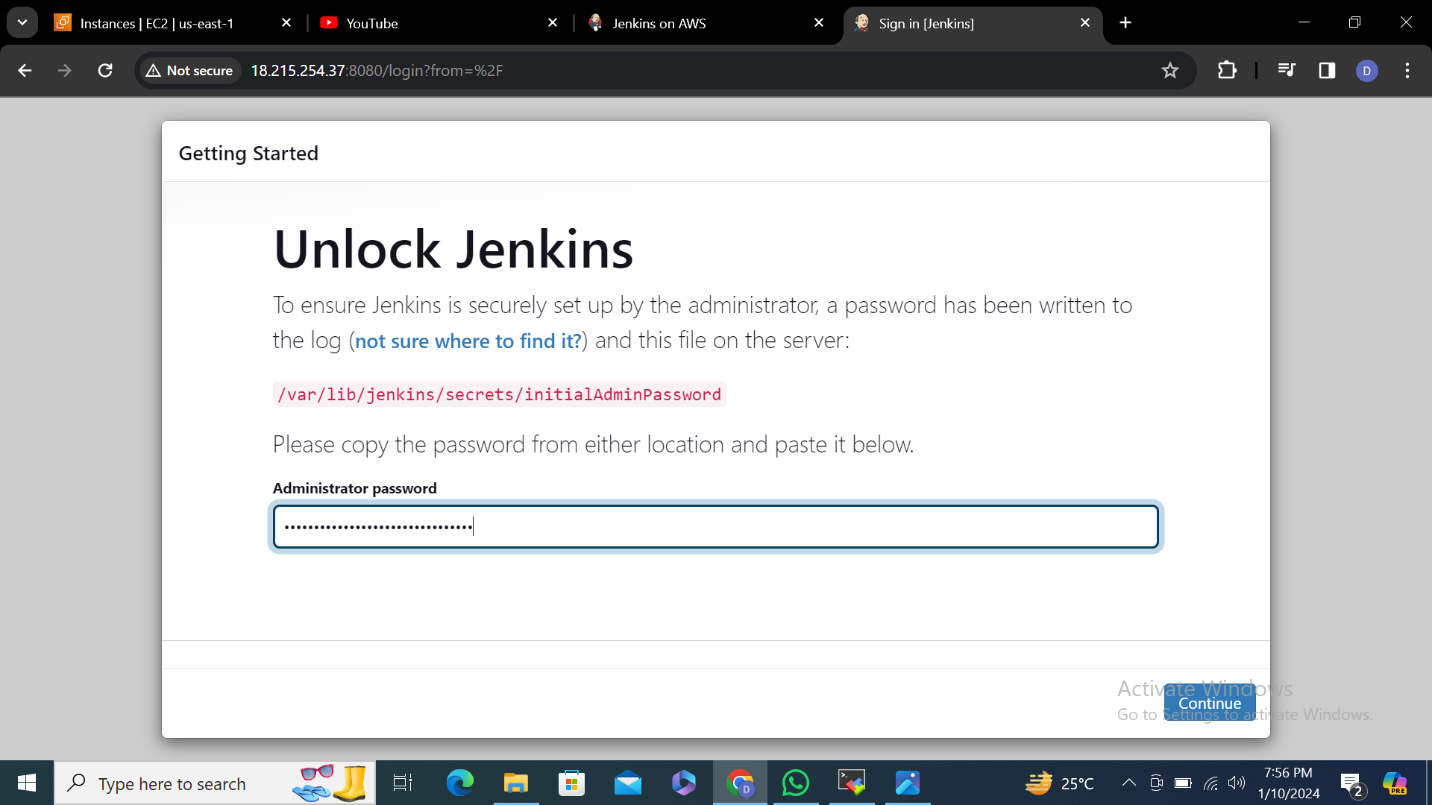 Instances | EC2 | us-east-1
YouTube
Jenkins on AWS
Sign in [Jenkins]
Not secure
18.215.254.37:8080/login?from=%2F
D
Getting Started
Unlock Jenkins
To ensure Jenkins is securely set up by the administrator, a password has been written to
the log (not sure where to find it?) and this file on the server:
/var/lib/jenkins/secrets/initialAdminPassword
Please copy the password from either location and paste it below.
Administrator password
••••••••••••••••••••••••••••••••
Activate Windows
Continue
Go to Settings to activate Windows.
Type here to search
D
25°C
7:56 PM
1/10/2024
2
PRE